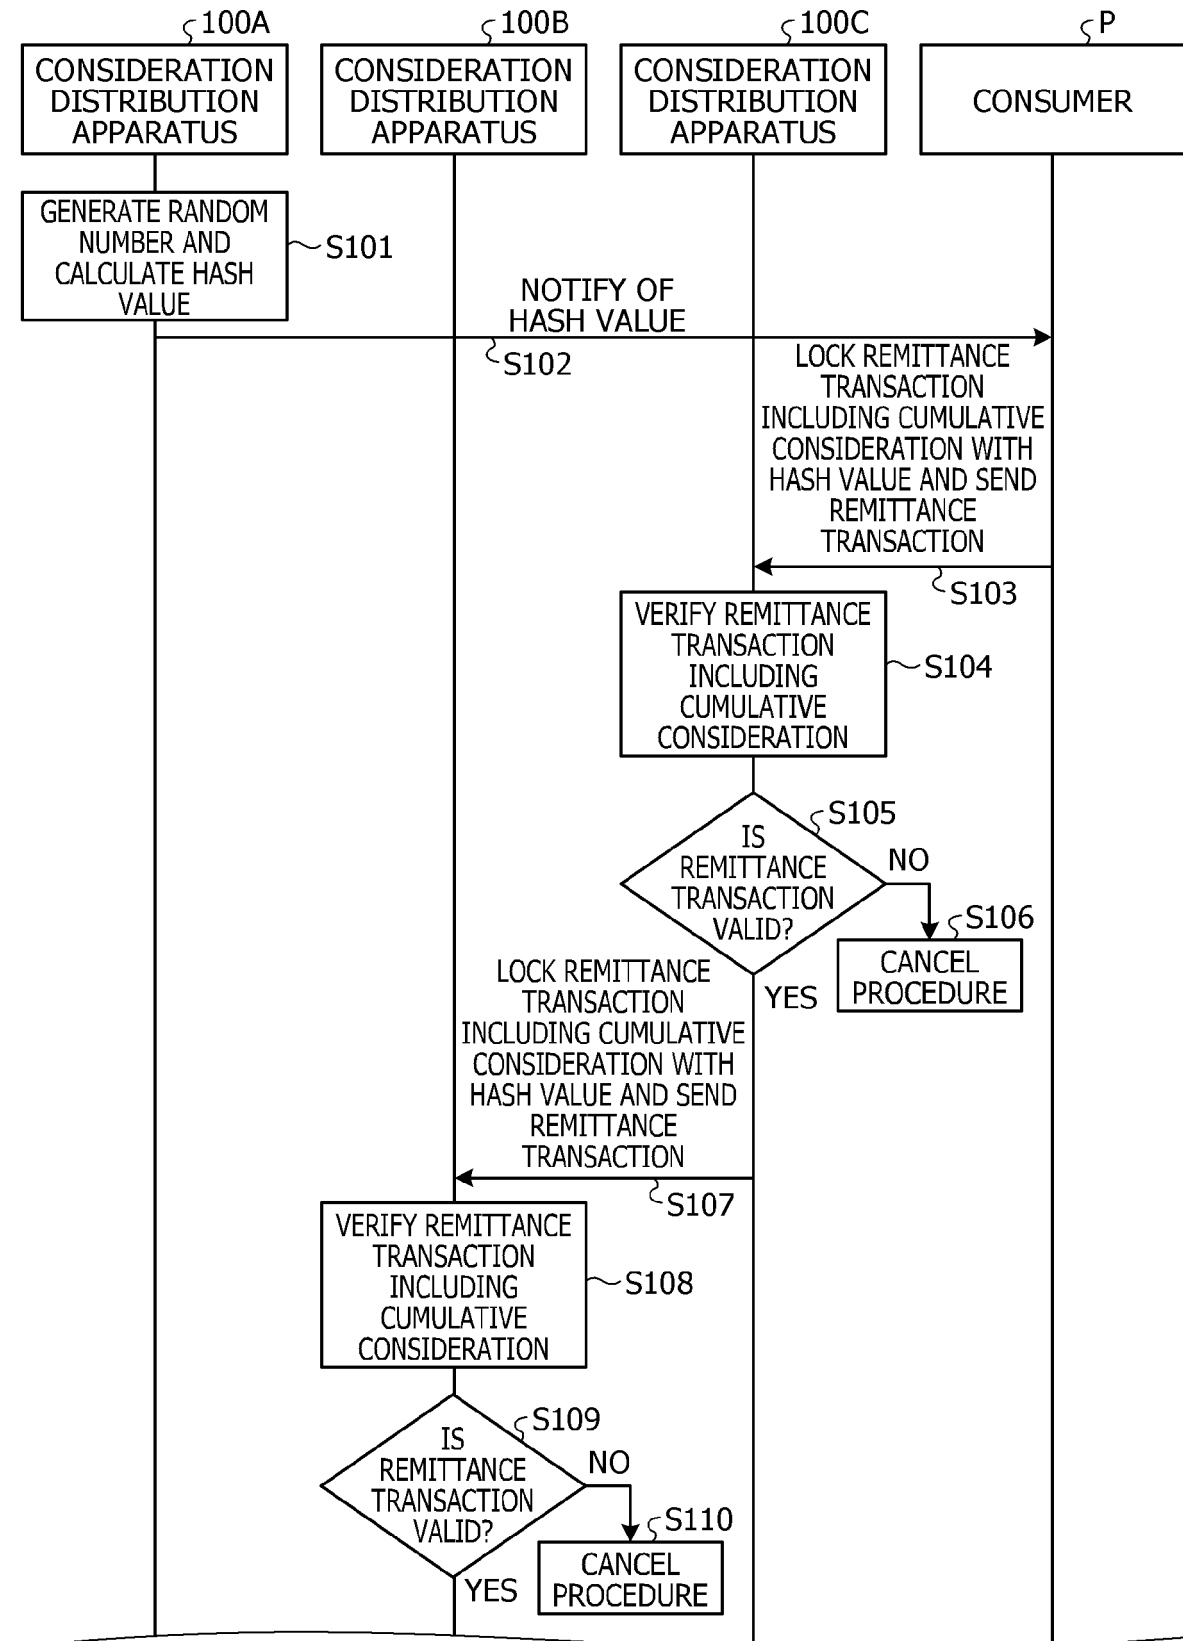 100A
100B
100C
P
CONSIDERATION
DISTRIBUTION
APPARATUS
CONSIDERATION
DISTRIBUTION
APPARATUS
CONSIDERATION
DISTRIBUTION
APPARATUS
CONSUMER
GENERATE RANDOM
NUMBER AND
CALCULATE HASH
VALUE
S101
NOTIFY OF
HASH VALUE
S102
LOCK REMITTANCE
TRANSACTION
INCLUDING CUMULATIVE
CONSIDERATION WITH
HASH VALUE AND SEND
REMITTANCE
TRANSACTION
S103
VERIFY REMITTANCE
TRANSACTION
INCLUDING
CUMULATIVE
CONSIDERATION
S104
IS
REMITTANCE
TRANSACTION
VALID?
S105
NO
S106
CANCEL
PROCEDURE
YES
LOCK REMITTANCE
TRANSACTION
INCLUDING CUMULATIVE
CONSIDERATION WITH
HASH VALUE AND SEND
REMITTANCE
TRANSACTION
S107
VERIFY REMITTANCE
TRANSACTION
INCLUDING
CUMULATIVE
CONSIDERATION
S108
IS
REMITTANCE
TRANSACTION
VALID?
S109
NO
S110
CANCEL
PROCEDURE
YES